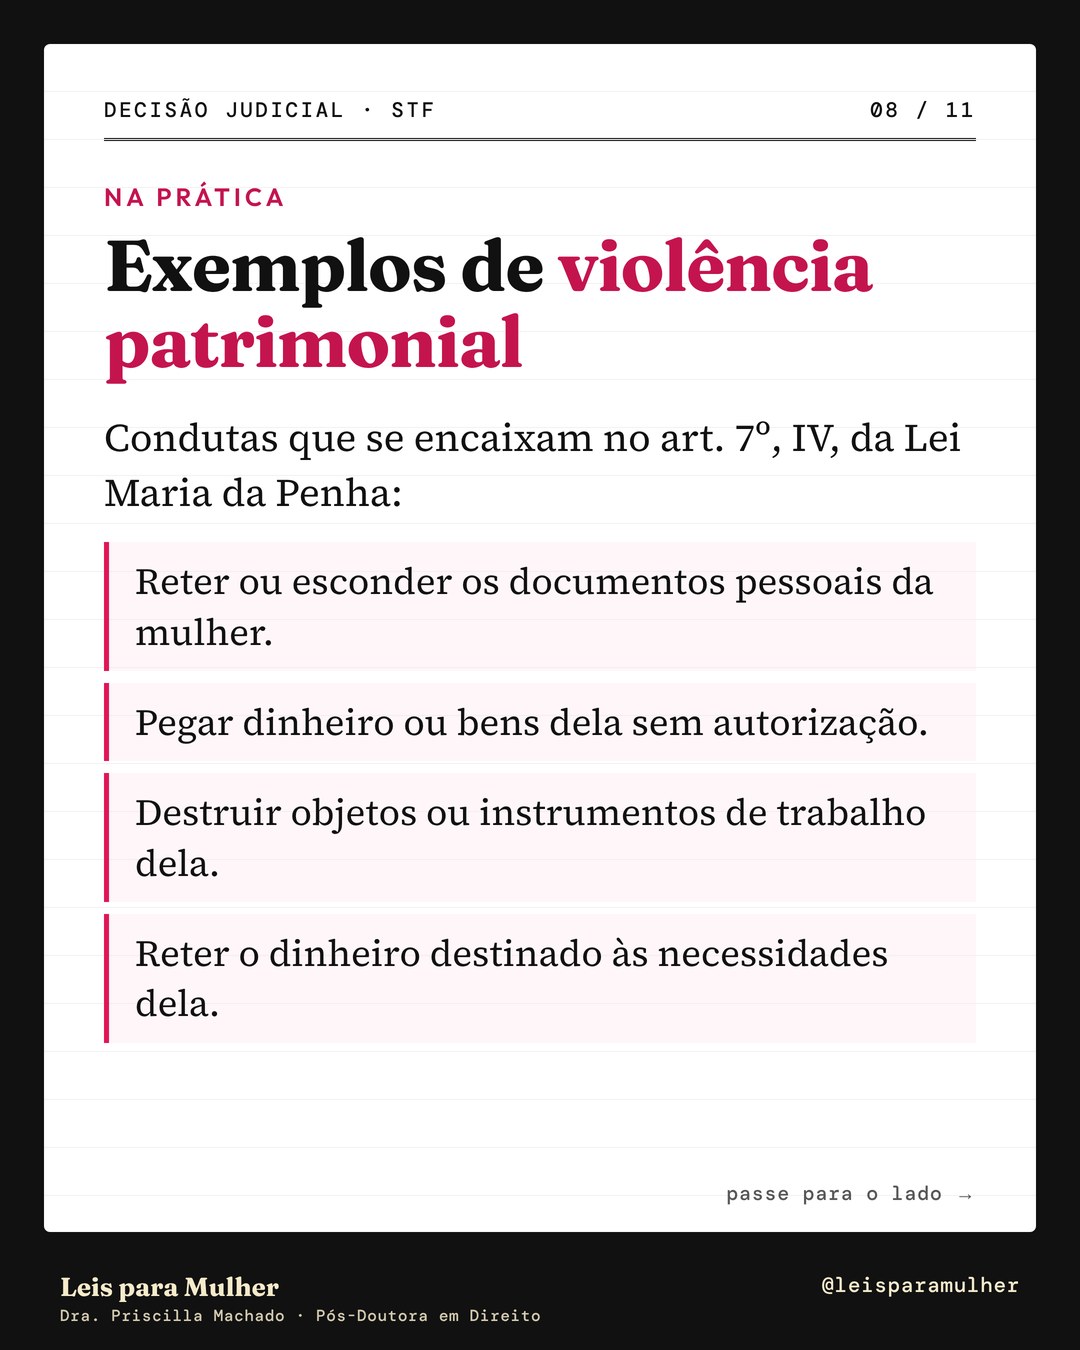 DECISÃO JUDICIAL · STF
08 / 11
NA PRÁTICA
Exemplos de violência
patrimonial
Condutas que se encaixam no art. 7º, IV, da Lei
Maria da Penha:
Reter ou esconder os documentos pessoais da
mulher.
Pegar dinheiro ou bens dela sem autorização.
Destruir objetos ou instrumentos de trabalho
dela.
Reter o dinheiro destinado às necessidades
dela.
passe para o lado →
Leis para Mulher
@leisparamulher
Dra. Priscilla Machado · Pós-Doutora em Direito